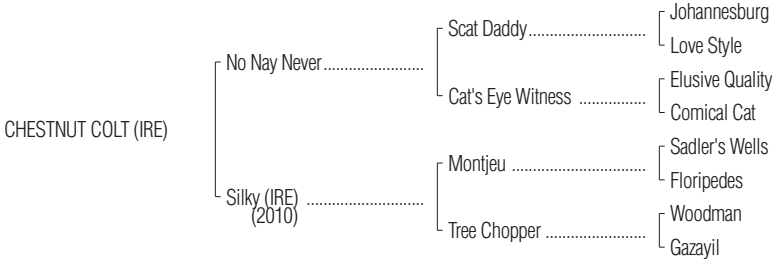 CHESTNUT COLT (IRE)
No Nay Never........................
Silky (IRE) ............................
(2010)
Scat Daddy............................
Cat's Eye Witness ................
Montjeu ................................
Tree Chopper ........................
Johannesburg
Love Style
Elusive Quality
Comical Cat
Sadler's Wells
Floripedes
Woodman
Gazayil